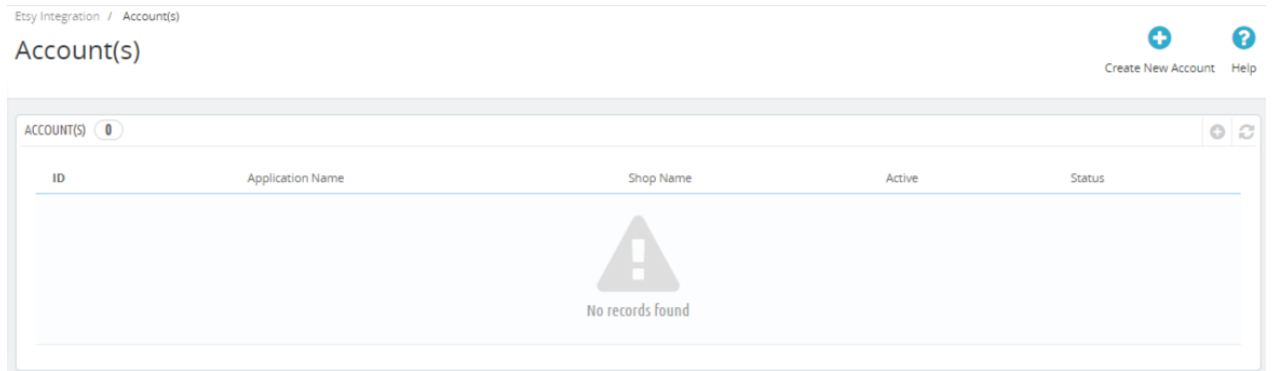 Etsy Integration / Account(s)
Account(s)
Create New Account Help
ACCOUNT(S) 0
ID Application Name Shop Name Active Status
No records found